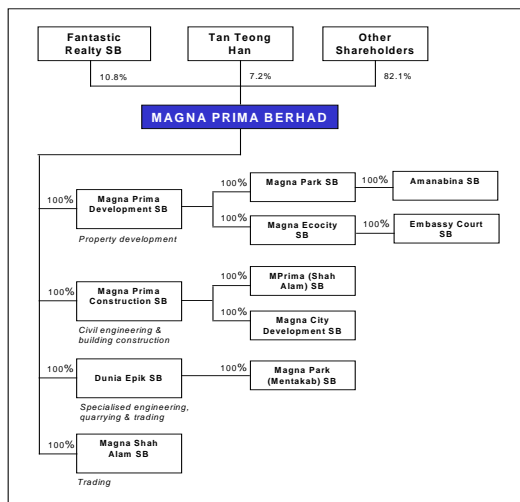 Fantastic
Realty SB
Tan Teong
Han
Other
Shareholders
10.8%
7.2%
82.1%
MAGNA PRIMA BERHAD
100%
Magna Prima
Development SB
Property development
100%
Magna Park SB
100%
Amanabina SB
100%
Magna Ecocity
SB
100%
Embassy Court
SB
100%
Magna Prima
Construction SB
Civil engineering &
building construction
100%
MPrima (Shah
Alam) SB
100%
Magna City
Development SB
100%
Dunia Epik SB
Specialised engineering,
quarrying & trading
100%
Magna Park
(Mentakab) SB
100%
Magna Shah
Alam SB
Trading